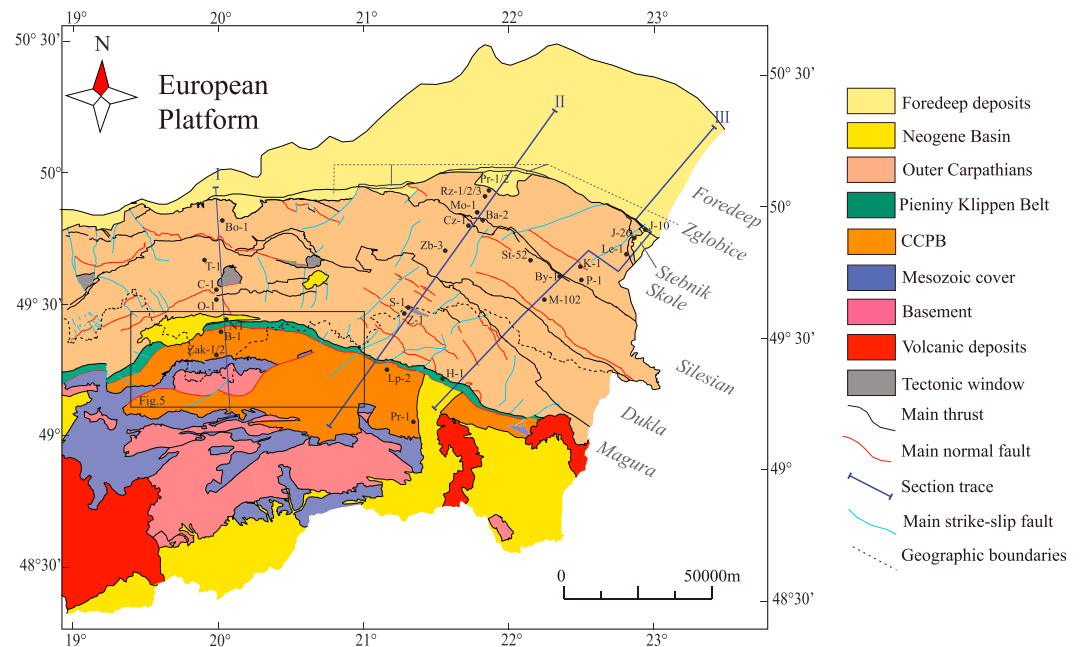 19°
20°
21°
22°
23°
50° 30'
50°
49° 30'
49°
48°30'
50° 30'
50°
49° 30'
49°
48°30'
19°
20°
21°
22°
23°
N
European
Platform
I
II
III
Pr-1/2
Rz-1/2/3
Mo-1
Ba-2
Cz-1
Bo-1
Zb-3
St-52
J-10
Lc-1
K-1
By-1
P-1
T-1
C-1
O-1
M-102
S-1
L-7
N1
B-1
Zak-1/2
H-1
Lp-2
Pr-1
Fig.5
Foredeep
Zglobice
Stebnik
Skole
Silesian
Dukla
Magura
0
50000m
Foredeep deposits
Neogene Basin
Outer Carpathians
Pieniny Klippen Belt
CCPB
Mesozoic cover
Basement
Volcanic deposits
Tectonic window
Main thrust
Main normal fault
Section trace
Main strike-slip fault
Geographic boundaries